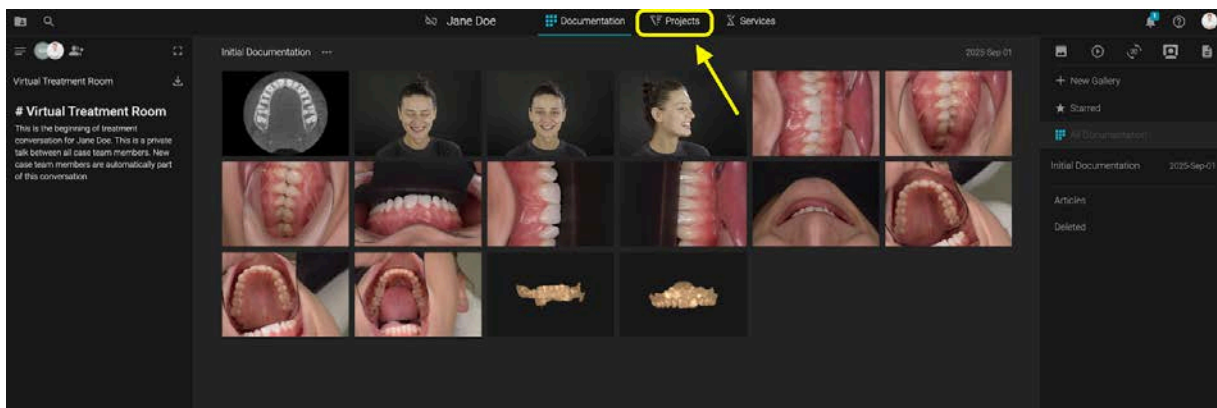 Jane Doe
Documentation
Projects
Services
1
Virtual Treatment Room
# Virtual Treatment Room
This is the beginning of treatment
conversation for Jane Doe. This is a private
talk between all case team members. New
case team members are automatically part
of this conversation
Initial Documentation ...
2025-Sep-01
+ New Gallery
Starred
All Documentation
Initial Documentation 2025-Sep-01
Articles
Deleted